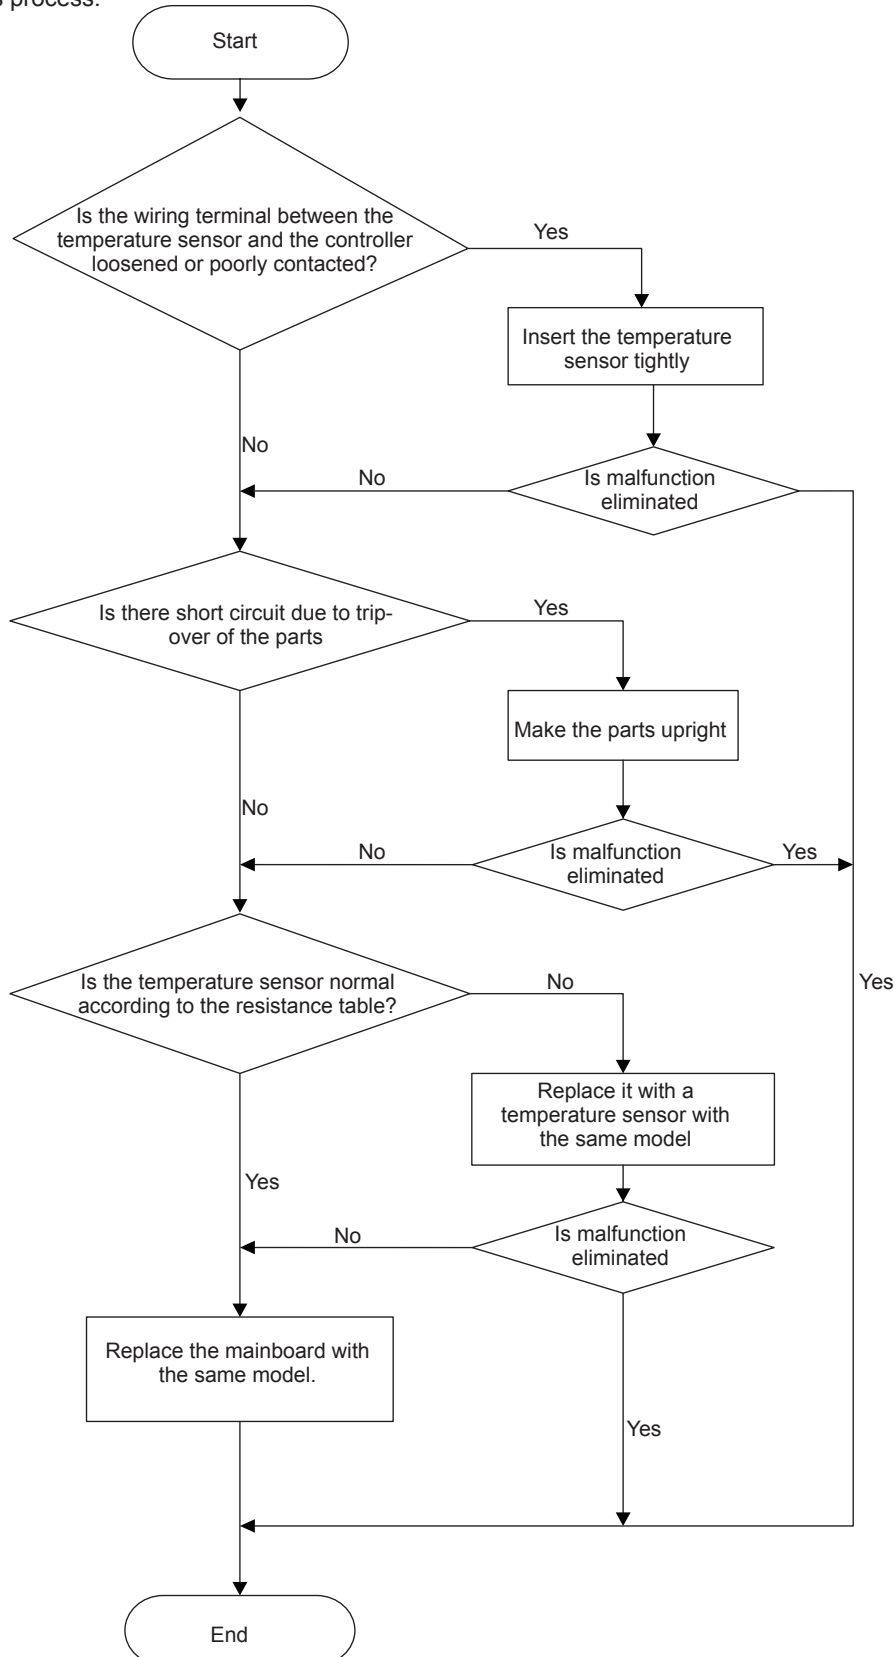 s process.
Start
Is the wiring terminal between the
temperature sensor and the controller
loosened or poorly contacted?
Yes
Insert the temperature
sensor tightly
No
No
Is malfunction
eliminated
Is there short circuit due to trip-
over of the parts
Yes
Make the parts upright
No
No
Is malfunction
eliminated
Yes
Is the temperature sensor normal
according to the resistance table?
No
Yes
Replace it with a
temperature sensor with
the same model
Yes
No
Is malfunction
eliminated
Replace the mainboard with
the same model.
Yes
End